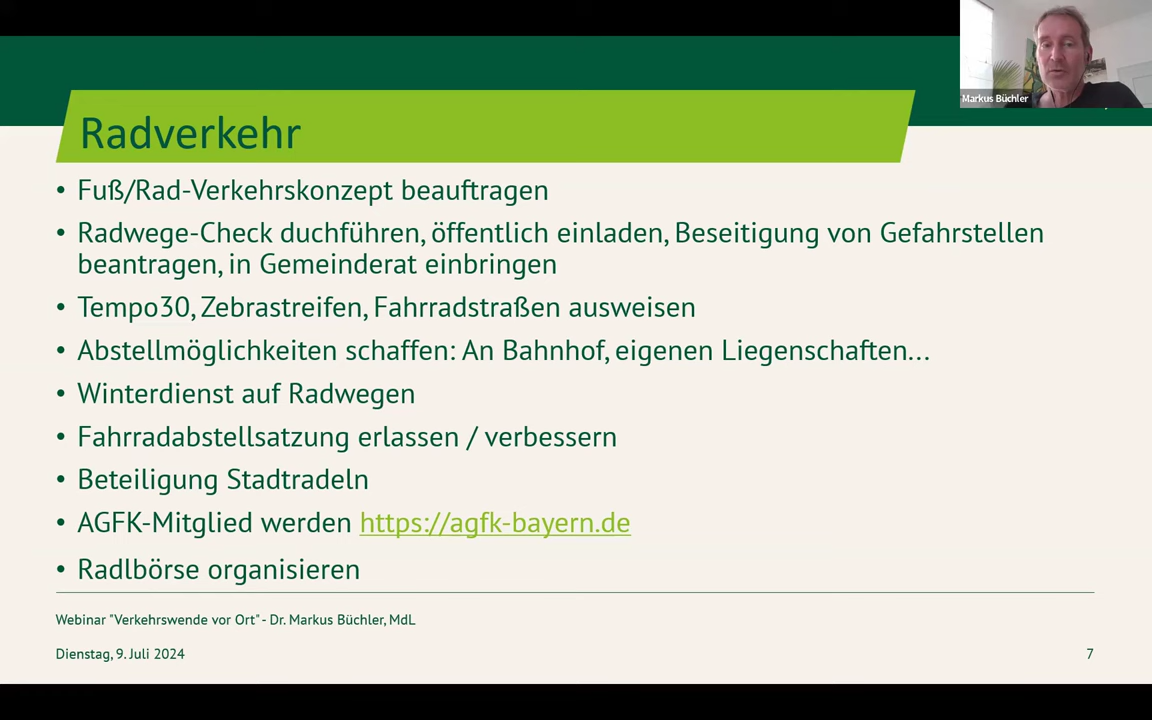 Markus Büchler
Radverkehr
• Fuß/Rad-Verkehrskonzept beauftragen
• Radwege-Check duchführen, öffentlich einladen, Beseitigung von Gefahrstellen
beantragen, in Gemeinderat einbringen
• Tempo30, Zebrastreifen, Fahrradstraßen ausweisen
• Abstellmöglichkeiten schaffen: An Bahnhof, eigenen Liegenschaften...
• Winterdienst auf Radwegen
• Fahrradabstellsatzung erlassen / verbessern
• Beteiligung Stadtradeln
• AGFK-Mitglied werden https://agfk-bayern.de
• Radlbörse organisieren
Webinar "Verkehrswende vor Ort" - Dr. Markus Büchler, MdL
Dienstag, 9. Juli 2024
7